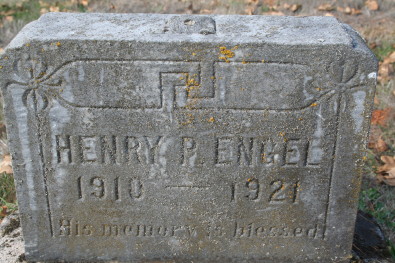 HENRY P. ENGEL
1910 — 1921
His memory is blessed.